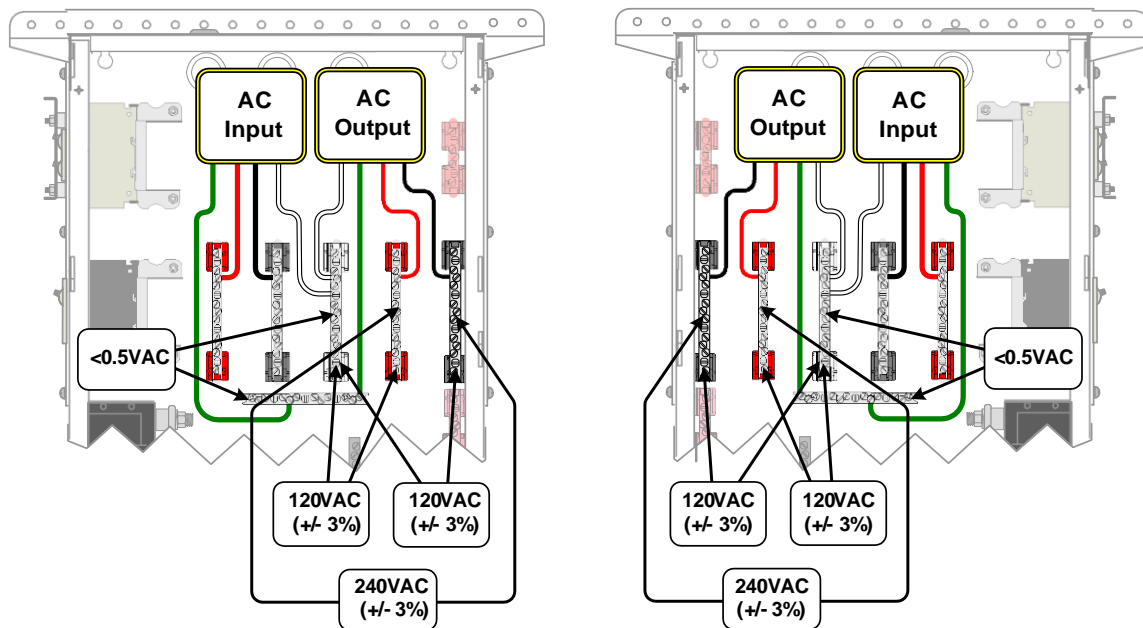 AC
Input
AC
Output
<0.5VAC
120VAC
(+/- 3%)
120VAC
(+/- 3%)
240VAC
(+/- 3%)
AC
Output
AC
Input
<0.5VAC
120VAC
(+/- 3%)
120VAC
(+/- 3%)
240VAC
(+/- 3%)